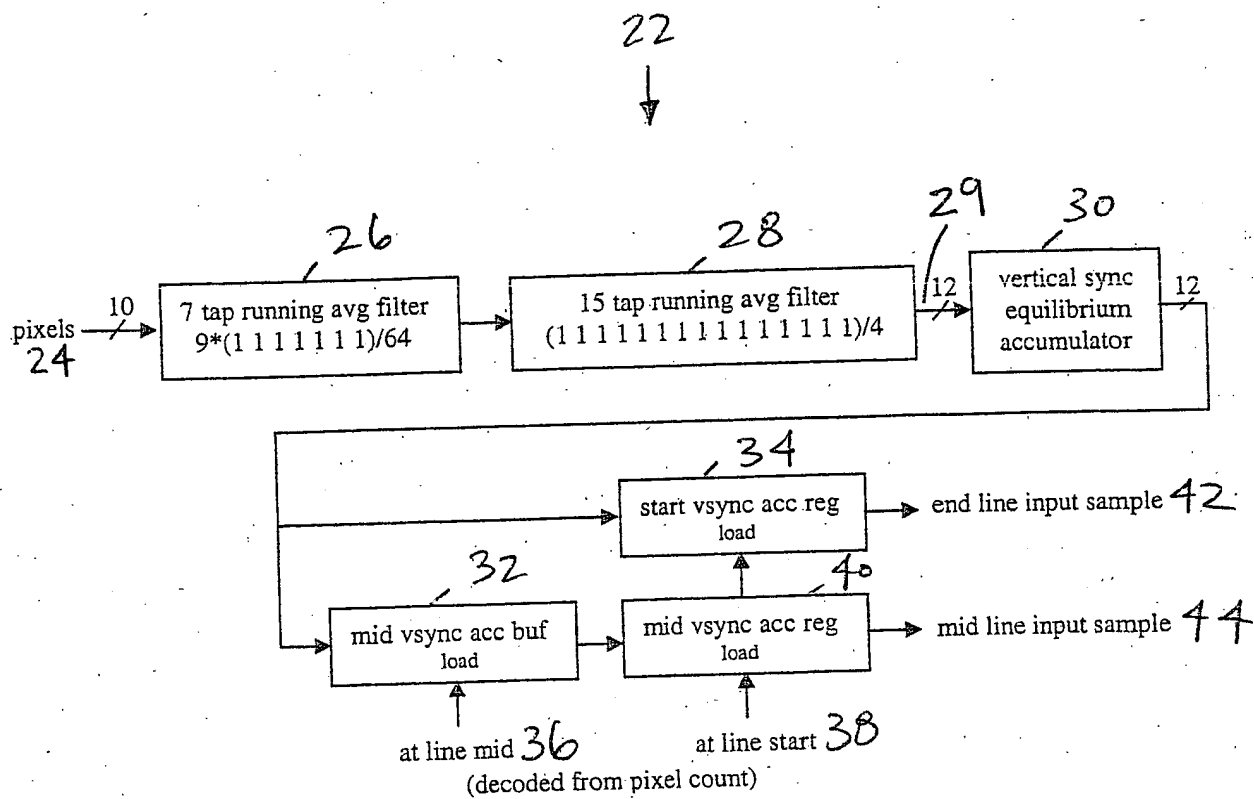 22
26
28
29
30
10
7 tap running avg filter
9*(1 1 1 1 1 1 1)/64
15 tap running avg filter
(1 1 1 1 1 1 1 1 1 1 1 1 1 1 1)/4
12
vertical sync
equilibrium
accumulator
12
pixels
24
34
start vsync acc reg
load
end line input sample 42
32
40
mid vsync acc buf
load
mid vsync acc reg
load
mid line input sample 44
at line mid 36
at line start 38
(decoded from pixel count)